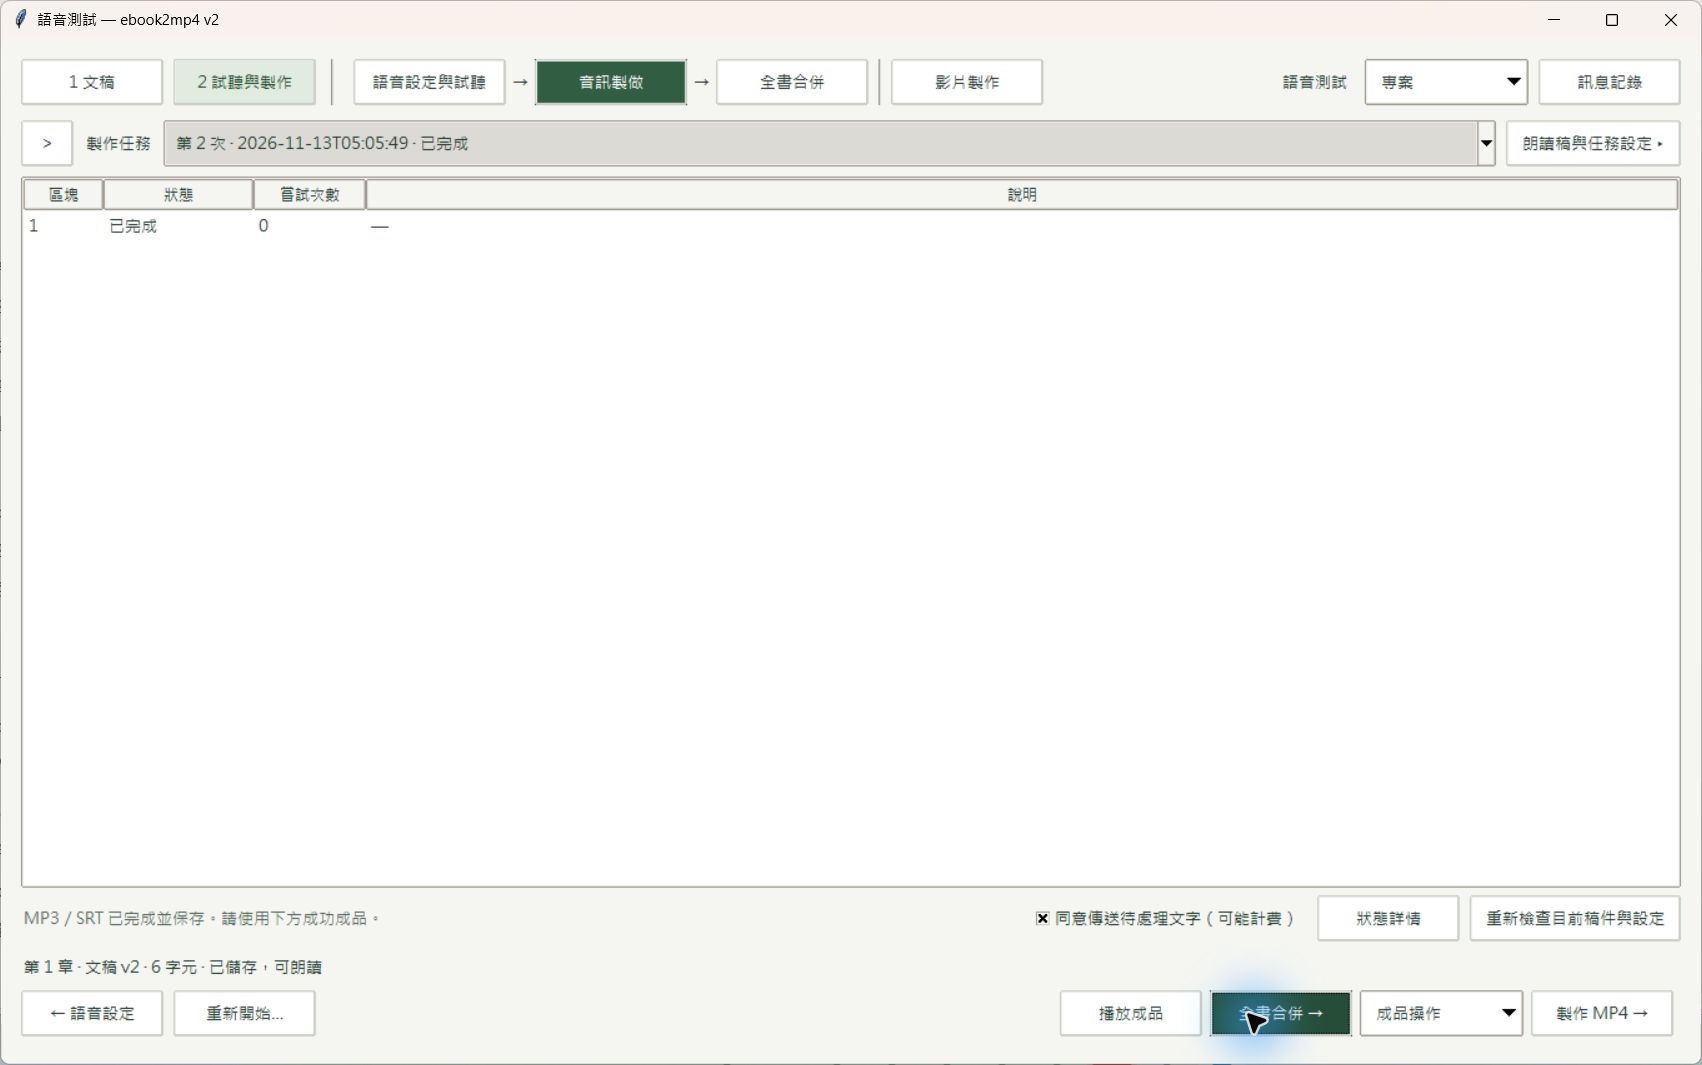 語音測試 — ebook2mp4 v2
1 文稿
2 試聽與製作
語音設定與試聽
→
音訊製做
→
全書合併
影片製作
語音測試
專案
訊息記錄
>
製作任務
第 2 次 · 2026-11-13T05:05:49 · 已完成
朗讀稿與任務設定 ‣
區塊 狀態 嘗試次數 說明
1 已完成 0 —
MP3 / SRT 已完成並保存。請使用下方成功成品。
同意傳送待處理文字（可能計費）
狀態詳情
重新檢查目前稿件與設定
第 1 章 · 文稿 v2 · 6 字元 · 已儲存，可朗讀
← 語音設定
重新開始...
播放成品
全書合併 →
成品操作
製作 MP4 →